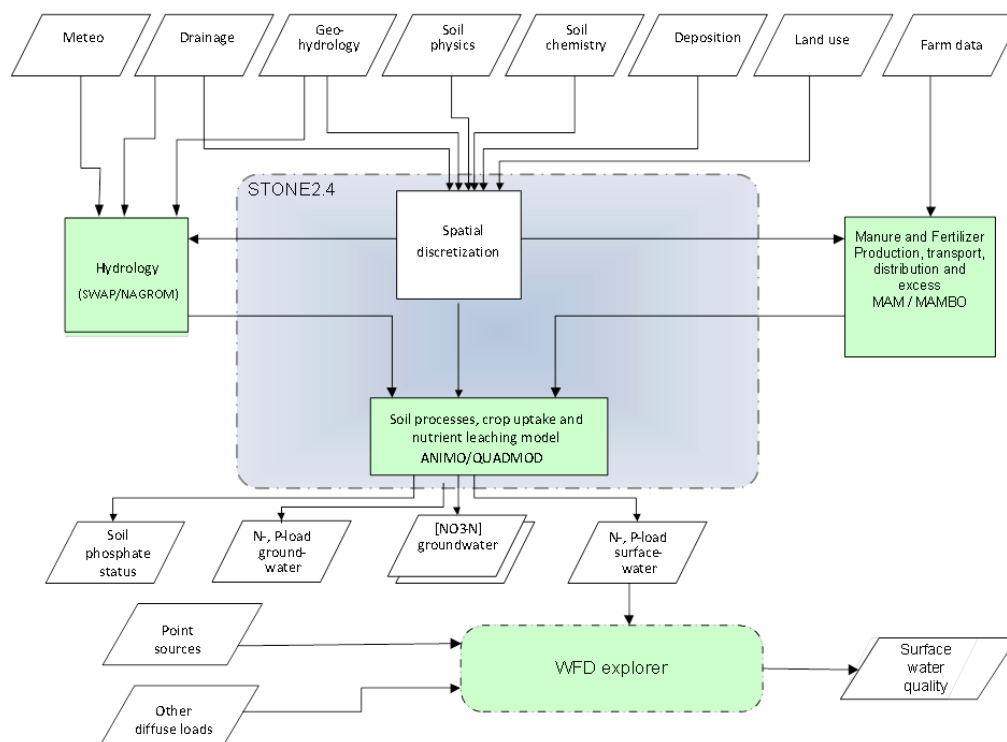 Meteo
Drainage
Geo-
hydrology
Soil
physics
Soil
chemistry
Deposition
Land use
Farm data
STONE2.4
Spatial
discretization
Hydrology
(SWAP/NAGROM)
Manure and Fertilizer
Production, transport,
distribution and
excess
MAM / MAMBO
Soil processes, crop uptake and
nutrient leaching model
ANIMO/QUADMOD
Soil
phosphate
status
N-, P-load
ground-
water
[NO3-N]
groundwater
N-, P-load
surface-
water
Point
sources
Other
diffuse loads
WFD explorer
Surface
water
quality